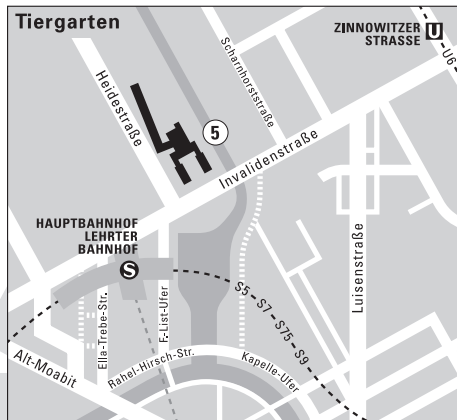 Tiergarten
ZINNOWITZER
STRASSE
U
U6
Scharnhorststraße
Heidestraße
5
Invalidenstraße
HAUPTBAHNHOF
LEHRTER
BAHNHOF
S
Luisenstraße
S5 - S7 - S75 - S9
Ella-Trebe-Str.
F.-List-Ufer
Alt-Moabit
Rahel-Hirsch-Str.
Kapelle-Ufer